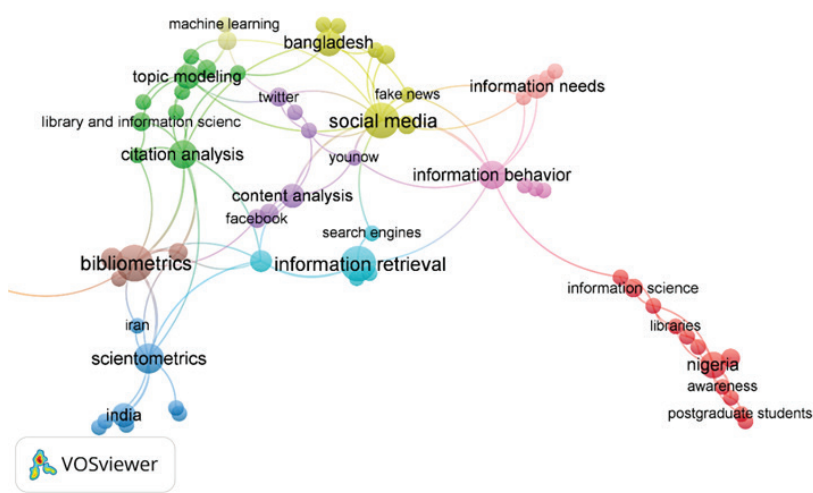 machine learning
bangladesh
topic modeling
twitter
fake news
information needs
library and information scienc
social media
citation analysis
younow
information behavior
content analysis
facebook
search engines
bibliometrics
information retrieval
information science
iran
libraries
scientometrics
nigeria
awareness
india
postgraduate students
VOSviewer